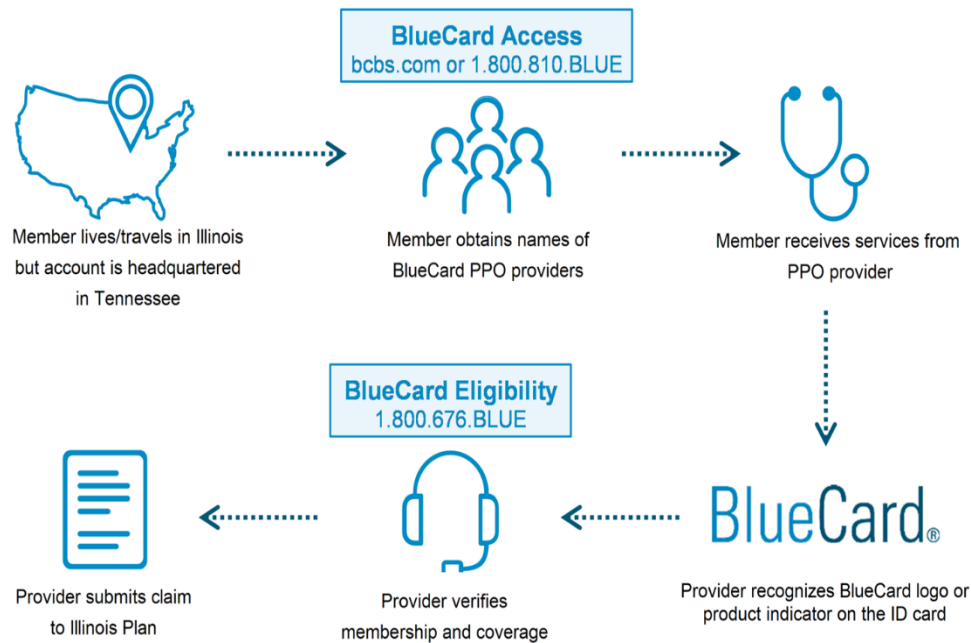 BlueCard Access
bcbs.com or 1.800.810.BLUE
Member lives/travels in Illinois
but account is headquartered
in Tennessee
Member obtains names of
BlueCard PPO providers
Member receives services from
PPO provider
BlueCard®
Provider recognizes BlueCard logo or
product indicator on the ID card
BlueCard Eligibility
1.800.676.BLUE
Provider verifies
membership and coverage
Provider submits claim
to Illinois Plan